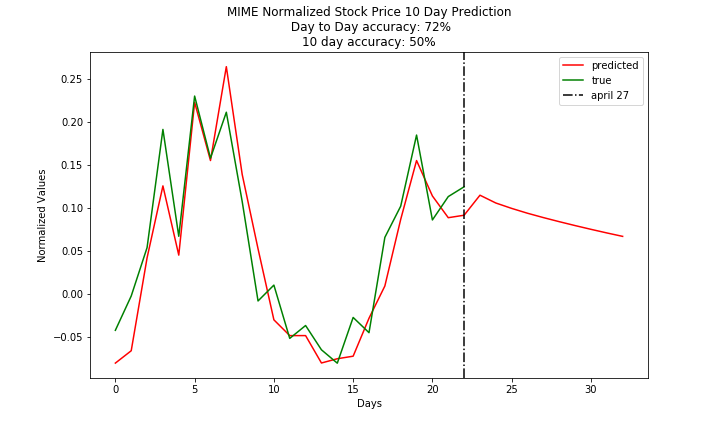 MIME Normalized Stock Price 10 Day Prediction
Day to Day accuracy: 72%
10 day accuracy: 50%
predicted
true
april 27
Normalized Values
0.25
0.20
0.15
0.10
0.05
0.00
−0.05
0 5 10 15 20 25 30
Days